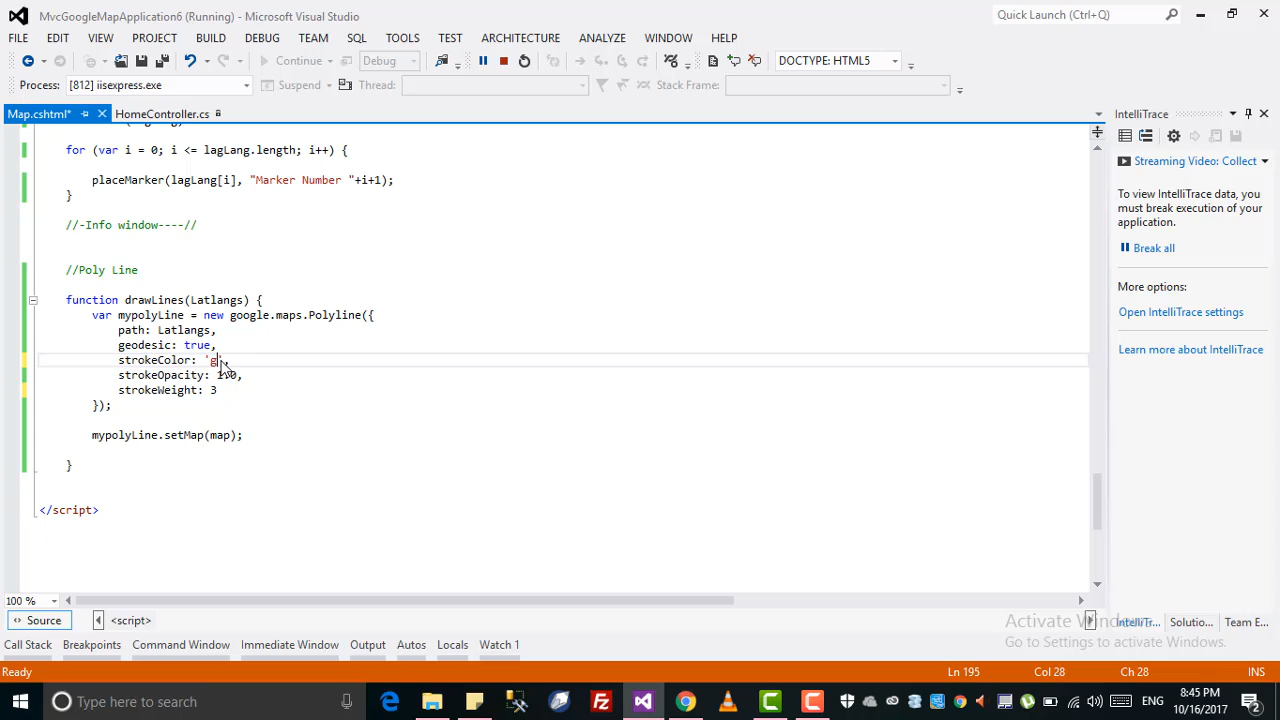 MvcGoogleMapApplication6 (Running) - Microsoft Visual Studio
Quick Launch (Ctrl+Q)
FILE EDIT VIEW PROJECT BUILD DEBUG TEAM SQL TOOLS TEST ARCHITECTURE ANALYZE WINDOW HELP
Continue Debug DOCTYPE: HTML5
Process: [812] iisexpress.exe Suspend Thread: Stack Frame:
Map.cshtml* HomeController.cs
IntelliTrace
for (var i = 0; i <= lagLang.length; i++) {
placeMarker(lagLang[i], "Marker Number "+i+1);
}
//-Info window----//
//Poly Line
function drawLines(Latlangs) {
var mypolyLine = new google.maps.Polyline({
path: Latlangs,
geodesic: true,
strokeColor: 'g',
strokeOpacity: 1.0,
strokeWeight: 3
});
mypolyLine.setMap(map);
}
</script>
Streaming Video: Collect
To view IntelliTrace data, you
must break execution of your
application.
Break all
More options:
Open IntelliTrace settings
Learn more about IntelliTrace
100 %
Source <script>
IntelliTr... Solutio... Team E...
Activate Windows
Go to Settings to activate Windows.
Call Stack Breakpoints Command Window Immediate Window Output Autos Locals Watch 1
Ready Ln 195 Col 28 Ch 28 INS
Type here to search
ENG
8:45 PM
10/16/2017
2